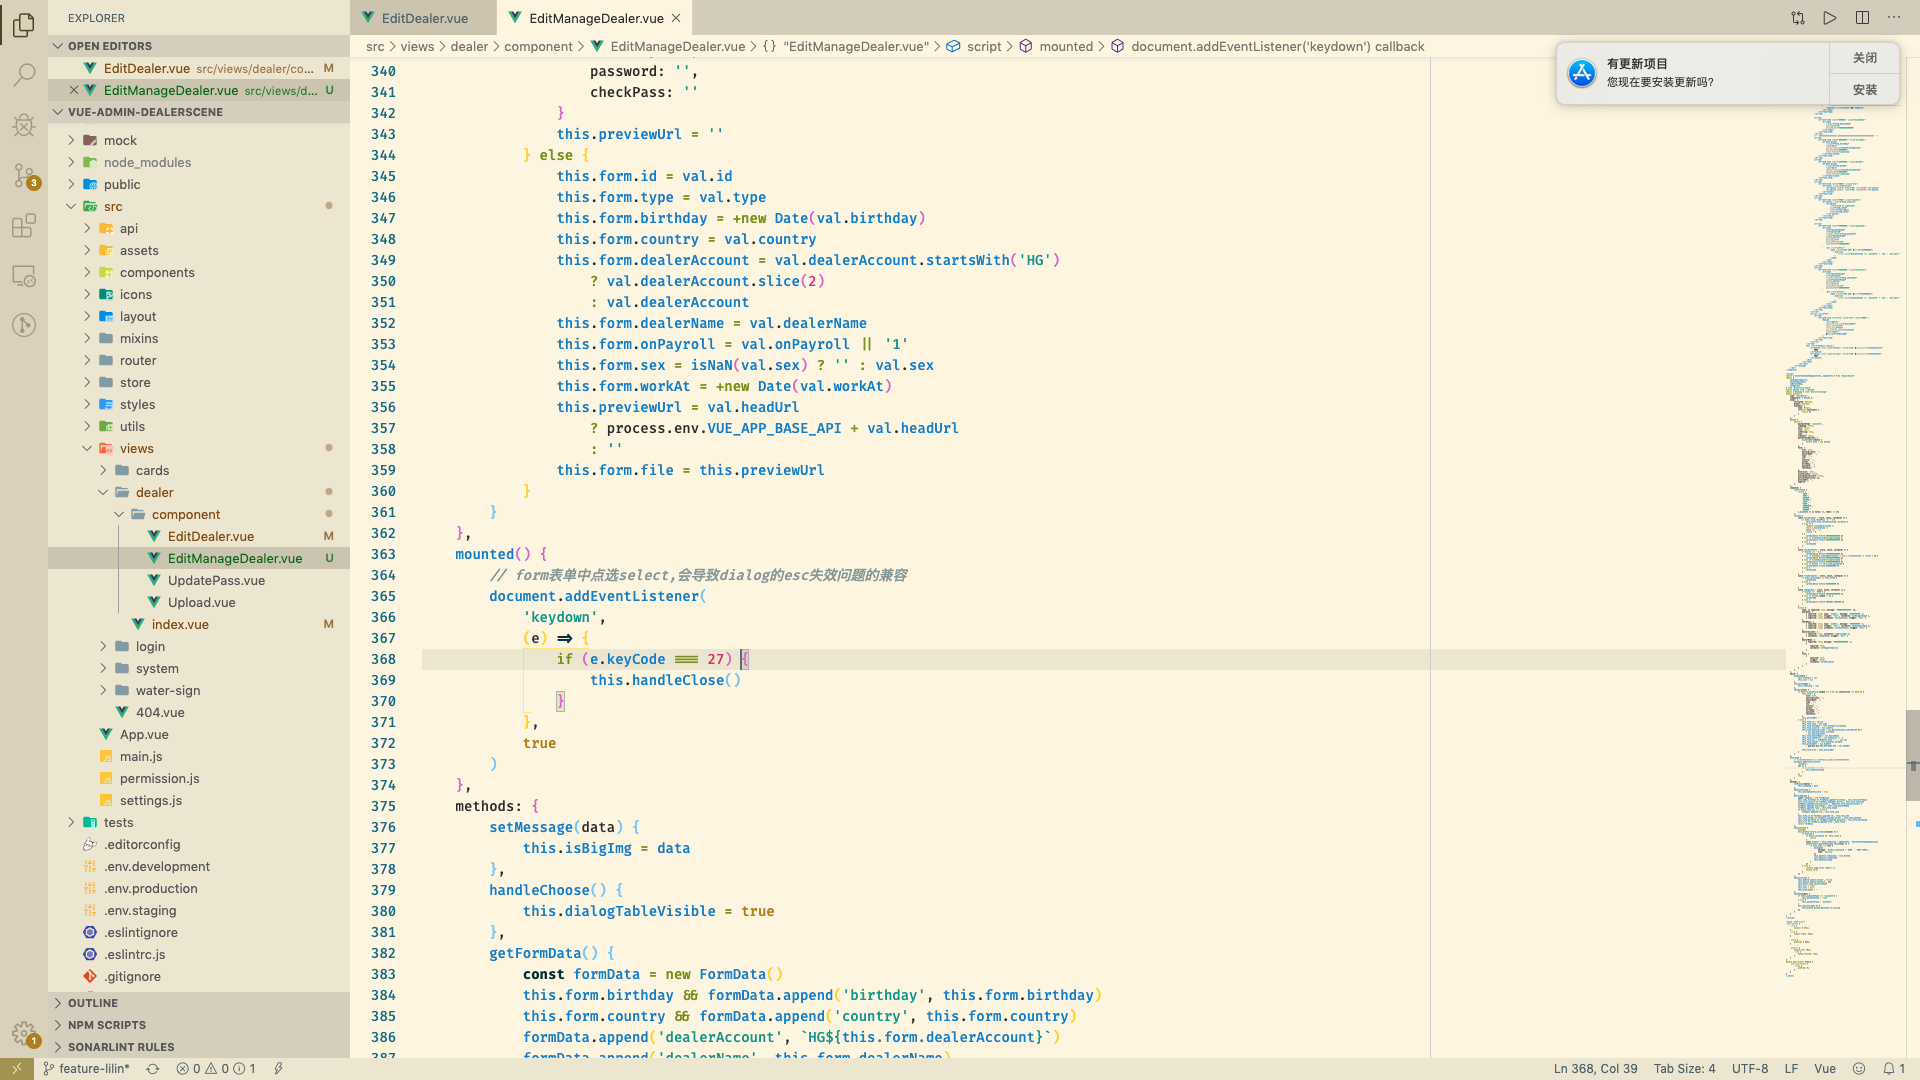 EXPLORER
OPEN EDITORS
EditDealer.vue src/views/dealer/co... M
EditManageDealer.vue src/views/d... U
VUE-ADMIN-DEALERSCENE
mock
node_modules
public
src
api
assets
components
icons
layout
mixins
router
store
styles
utils
views
cards
dealer
component
EditDealer.vue M
EditManageDealer.vue U
UpdatePass.vue
Upload.vue
index.vue M
login
system
water-sign
404.vue
App.vue
main.js
permission.js
settings.js
tests
.editorconfig
.env.development
.env.production
.env.staging
.eslintignore
.eslintrc.js
.gitignore
OUTLINE
NPM SCRIPTS
SONARLINT RULES
3
1
EditDealer.vue
EditManageDealer.vue
src > views > dealer > component > EditManageDealer.vue > {} "EditManageDealer.vue" > script > mounted > document.addEventListener('keydown') callback
有更新项目
您现在要安装更新吗?
关闭
安装
340 password: '',
341 checkPass: ''
342 }
343 this.previewUrl = ''
344 } else {
345 this.form.id = val.id
346 this.form.type = val.type
347 this.form.birthday = +new Date(val.birthday)
348 this.form.country = val.country
349 this.form.dealerAccount = val.dealerAccount.startsWith('HG')
350 ? val.dealerAccount.slice(2)
351 : val.dealerAccount
352 this.form.dealerName = val.dealerName
353 this.form.onPayroll = val.onPayroll || '1'
354 this.form.sex = isNaN(val.sex) ? '' : val.sex
355 this.form.workAt = +new Date(val.workAt)
356 this.previewUrl = val.headUrl
357 ? process.env.VUE_APP_BASE_API + val.headUrl
358 : ''
359 this.form.file = this.previewUrl
360 }
361 }
362 },
363 mounted() {
364 // form表单中点选select,会导致dialog的esc失效问题的兼容
365 document.addEventListener(
366 'keydown',
367 (e) => {
368 if (e.keyCode === 27) {
369 this.handleClose()
370 }
371 },
372 true
373 )
374 },
375 methods: {
376 setMessage(data) {
377 this.isBigImg = data
378 },
379 handleChoose() {
380 this.dialogTableVisible = true
381 },
382 getFormData() {
383 const formData = new FormData()
384 this.form.birthday && formData.append('birthday', this.form.birthday)
385 this.form.country && formData.append('country', this.form.country)
386 formData.append('dealerAccount', `HG${this.form.dealerAccount}`)
387 formData.append('dealerName', this.form.dealerName)
feature-lilin* 0 0 1
Ln 368, Col 39 Tab Size: 4 UTF-8 LF Vue 1